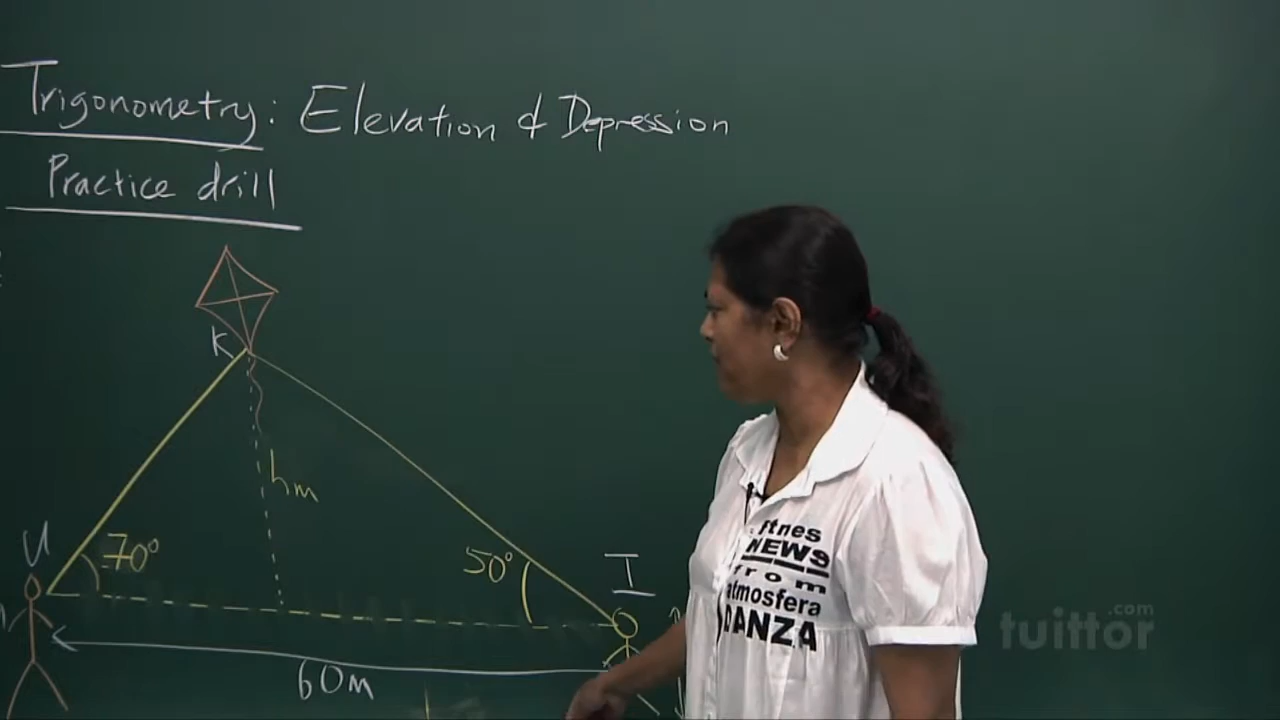 Trigonometry: Elevation & Depression
Practice drill
K
hm
U
70°
50°
I
60m
ftnes
NEWS
from
atmosfera
DANZA
tuittor.com